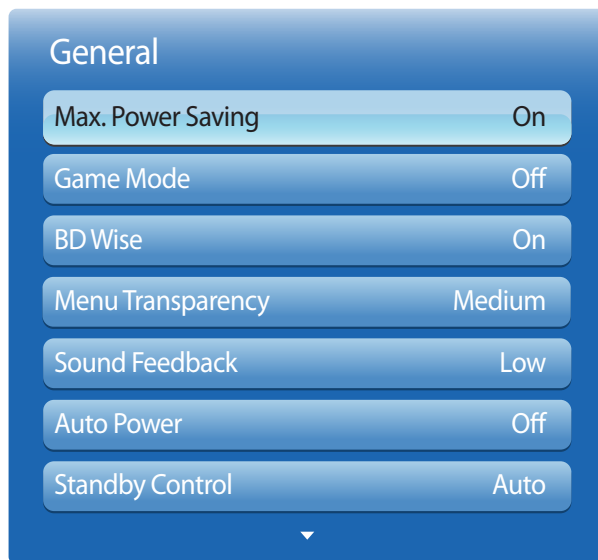 General
Max. Power Saving On
Game Mode Off
BD Wise On
Menu Transparency Medium
Sound Feedback Low
Auto Power Off
Standby Control Auto